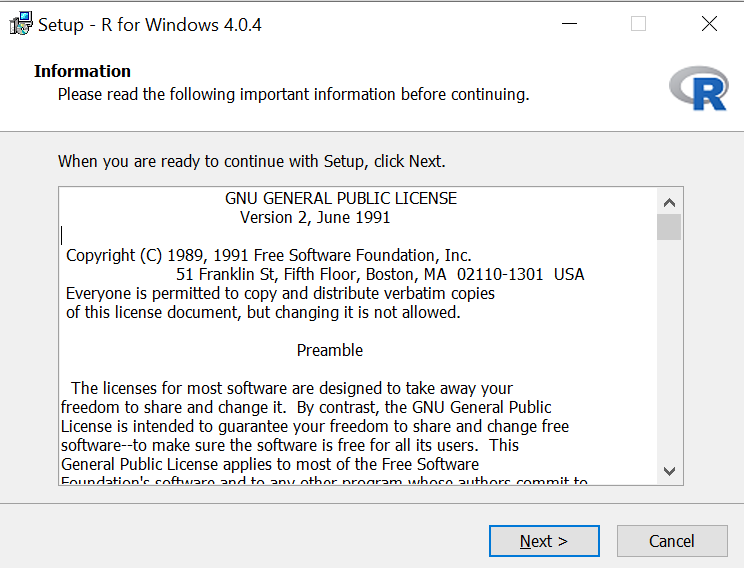 Setup - R for Windows 4.0.4
Information
Please read the following important information before continuing.
R
When you are ready to continue with Setup, click Next.
GNU GENERAL PUBLIC LICENSE
Version 2, June 1991
Copyright (C) 1989, 1991 Free Software Foundation, Inc.
51 Franklin St, Fifth Floor, Boston, MA  02110-1301  USA
Everyone is permitted to copy and distribute verbatim copies
of this license document, but changing it is not allowed.
Preamble
The licenses for most software are designed to take away your
freedom to share and change it.  By contrast, the GNU General Public
License is intended to guarantee your freedom to share and change free
software--to make sure the software is free for all its users.  This
General Public License applies to most of the Free Software
Foundation's software and to any other program whose authors commit to
Next >
Cancel